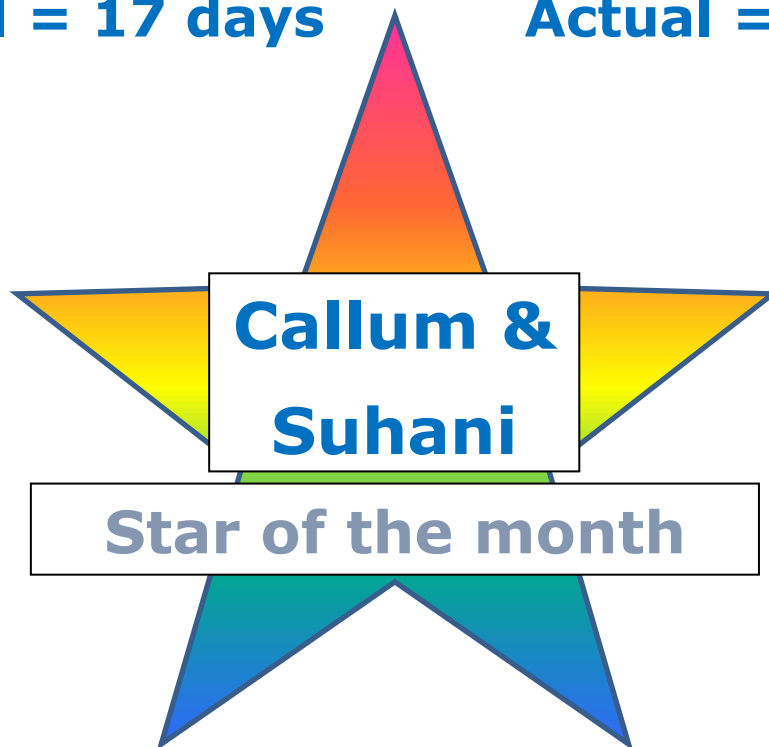 = 17 days Actual =
Callum &
Suhani
Star of the month